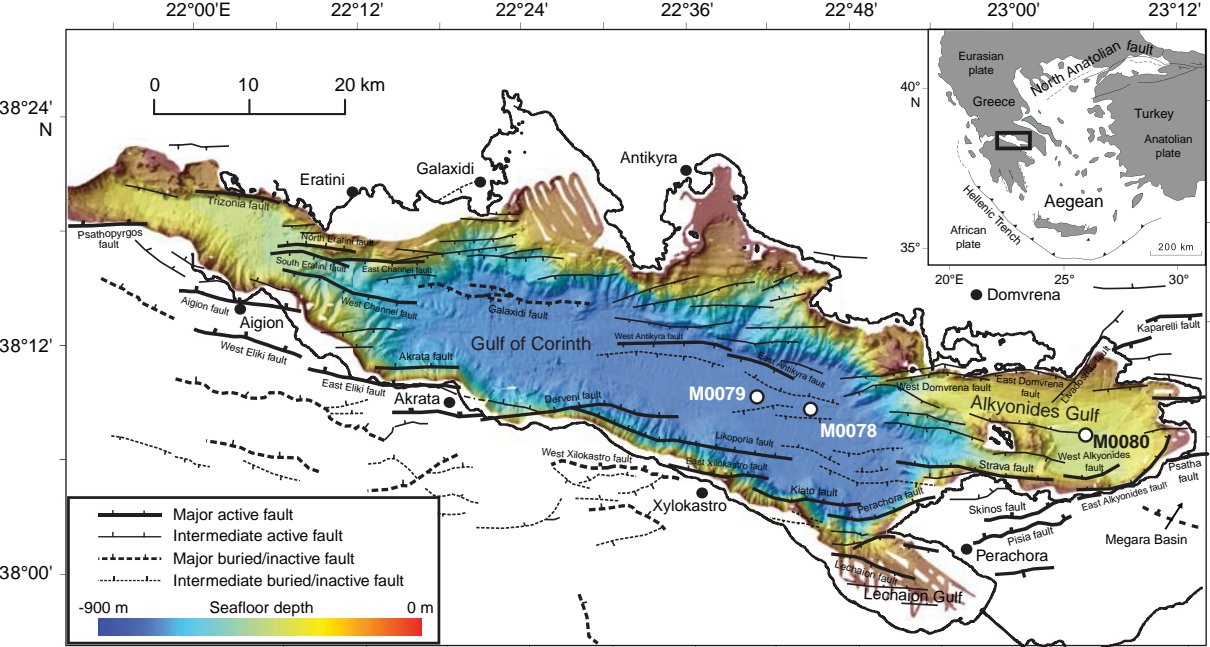 22°00'E
22°12'
22°24'
22°36'
22°48'
23°00'
23°12'
38°24'
N
38°12'
38°00'
0
10
20 km
Eurasian
plate
North Anatolian fault
40°
N
Greece
Turkey
Anatolian
plate
Aegean
Hellenic Trench
African
plate
35°
200 km
20°E
25°
30°
Eratini
Galaxidi
Antikyra
Domvrena
Trizonia fault
Psathopyrgos
fault
North Eratini fault
South Eratini fault
East Channel fault
West Channel fault
Galaxidi fault
Aigion fault
Aigion
West Eliki fault
Gulf of Corinth
West Antikyra fault
East Antikyra fault
Kaparelli fault
Livadostras fault
Akrata fault
East Eliki fault
Akrata
Derveni fault
M0079
M0078
West Domvrena fault
East Domvrena
fault
Alkyonides Gulf
M0080
West Alkyonides
fault
Likoporia fault
West Xilokastro fault
East Xilokastro fault
Strava fault
Psatha
fault
Kiato fault
Perachora fault
East Alkyonides fault
Xylokastro
Skinos fault
Pisia fault
Megara Basin
Perachora
Lechaion fault
Lechaion Gulf
Major active fault
Intermediate active fault
Major buried/inactive fault
Intermediate buried/inactive fault
-900 m
Seafloor depth
0 m